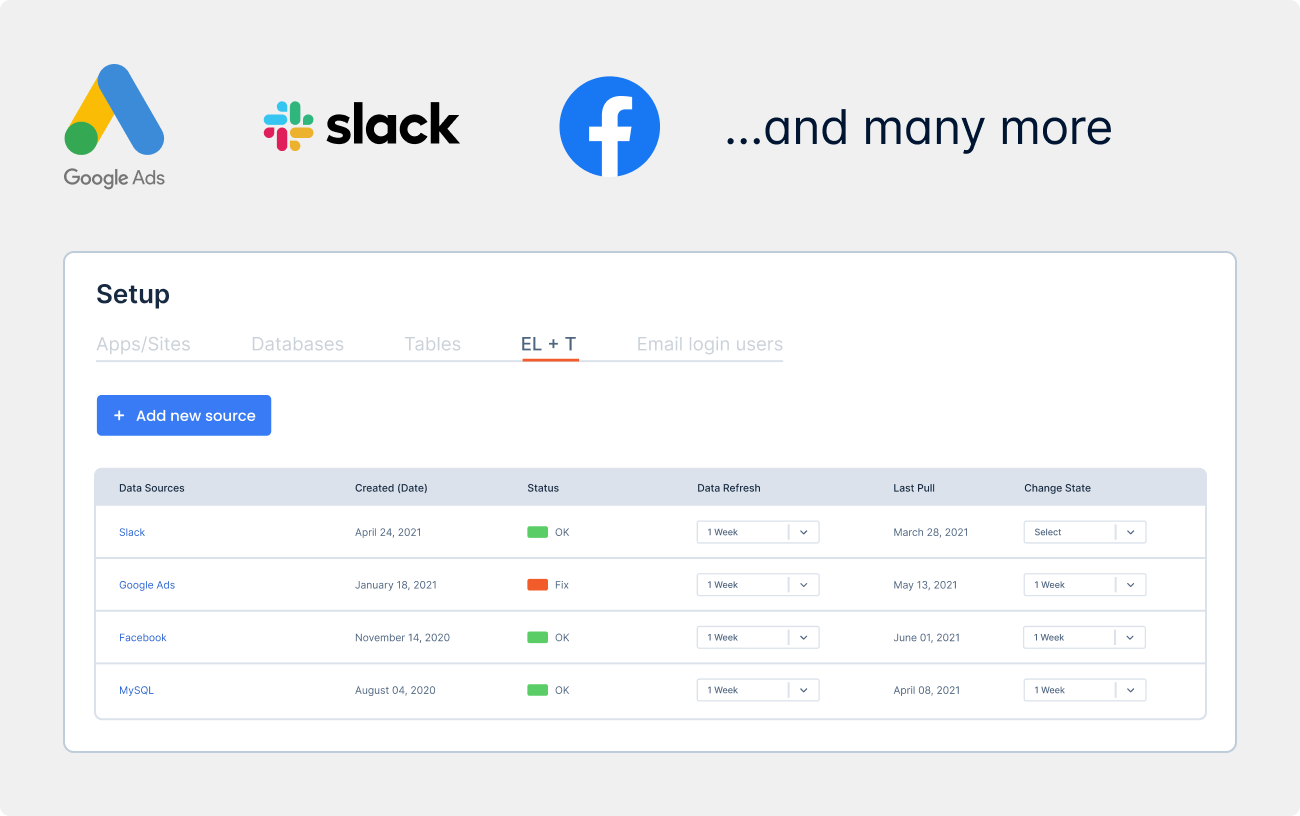 Google Ads
slack
...and many more
Setup
Apps/Sites Databases Tables EL + T Email login users
+ Add new source
Data Sources Created (Date) Status Data Refresh Last Pull Change State
Slack April 24, 2021 OK 1 Week March 28, 2021 Select
Google Ads January 18, 2021 Fix 1 Week May 13, 2021 1 Week
Facebook November 14, 2020 OK 1 Week June 01, 2021 1 Week
MySQL August 04, 2020 OK 1 Week April 08, 2021 1 Week